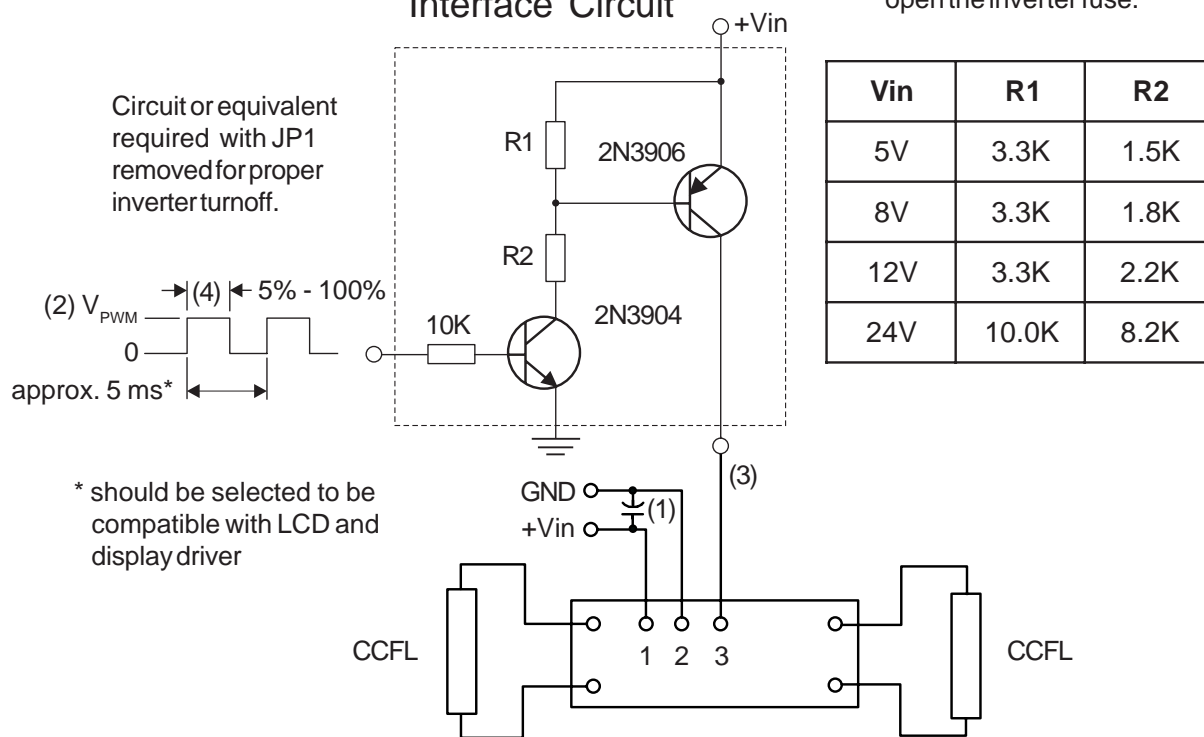 Interface Circuit
open the inverter fuse.
+Vin
Circuit or equivalent
required with JP1
removed for proper
inverter turnoff.
R1
2N3906
R2
2N3904
10K
(2) VPWM
(4)
5% - 100%
0
approx. 5 ms*
Vin R1 R2
5V 3.3K 1.5K
8V 3.3K 1.8K
12V 3.3K 2.2K
24V 10.0K 8.2K
* should be selected to be
compatible with LCD and
display driver
(3)
GND
(1)
+Vin
CCFL
1 2 3
CCFL